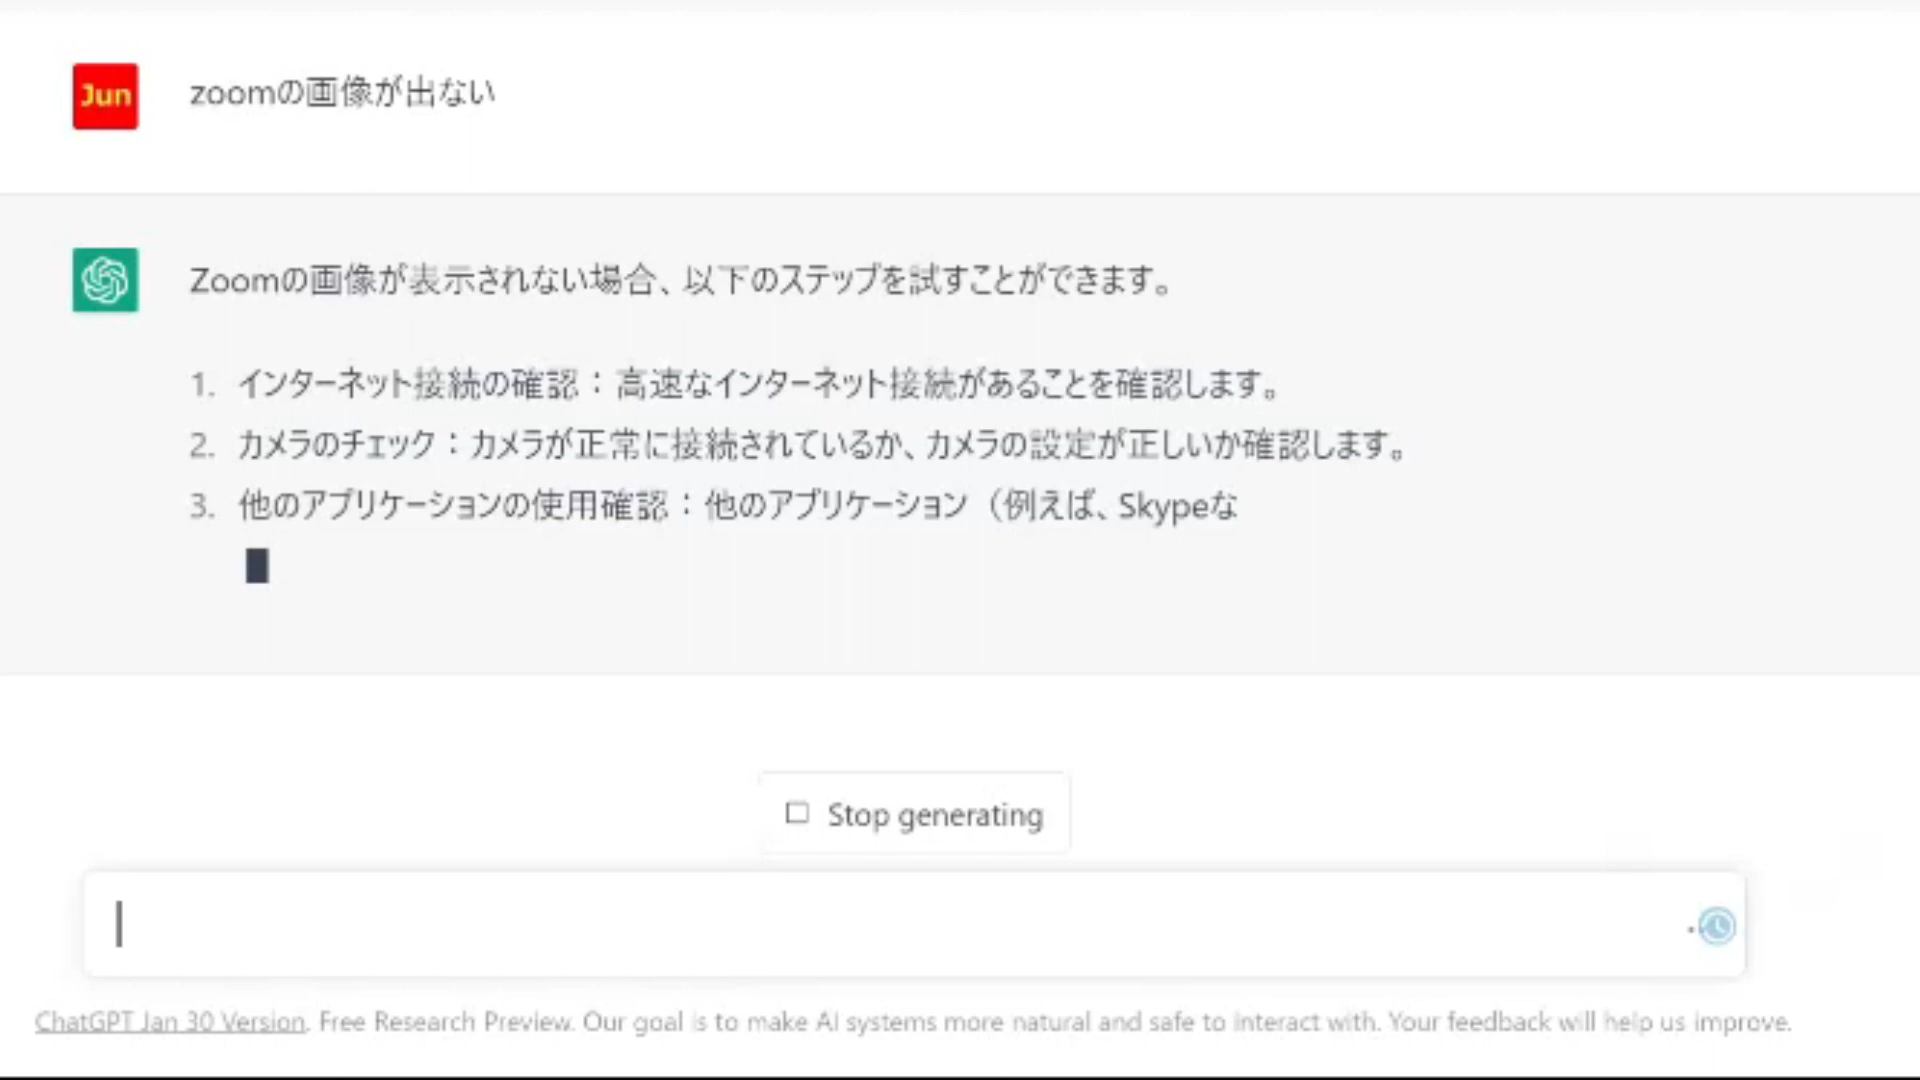 Jun
zoomの画像が出ない
Zoomの画像が表示されない場合、以下のステップを試すことができます。
1. インターネット接続の確認：高速なインターネット接続があることを確認します。
2. カメラのチェック：カメラが正常に接続されているか、カメラの設定が正しいか確認します。
3. 他のアプリケーションの使用確認：他のアプリケーション（例えば、Skypeな
Stop generating
ChatGPT Jan 30 Version. Free Research Preview. Our goal is to make AI systems more natural and safe to interact with. Your feedback will help us improve.